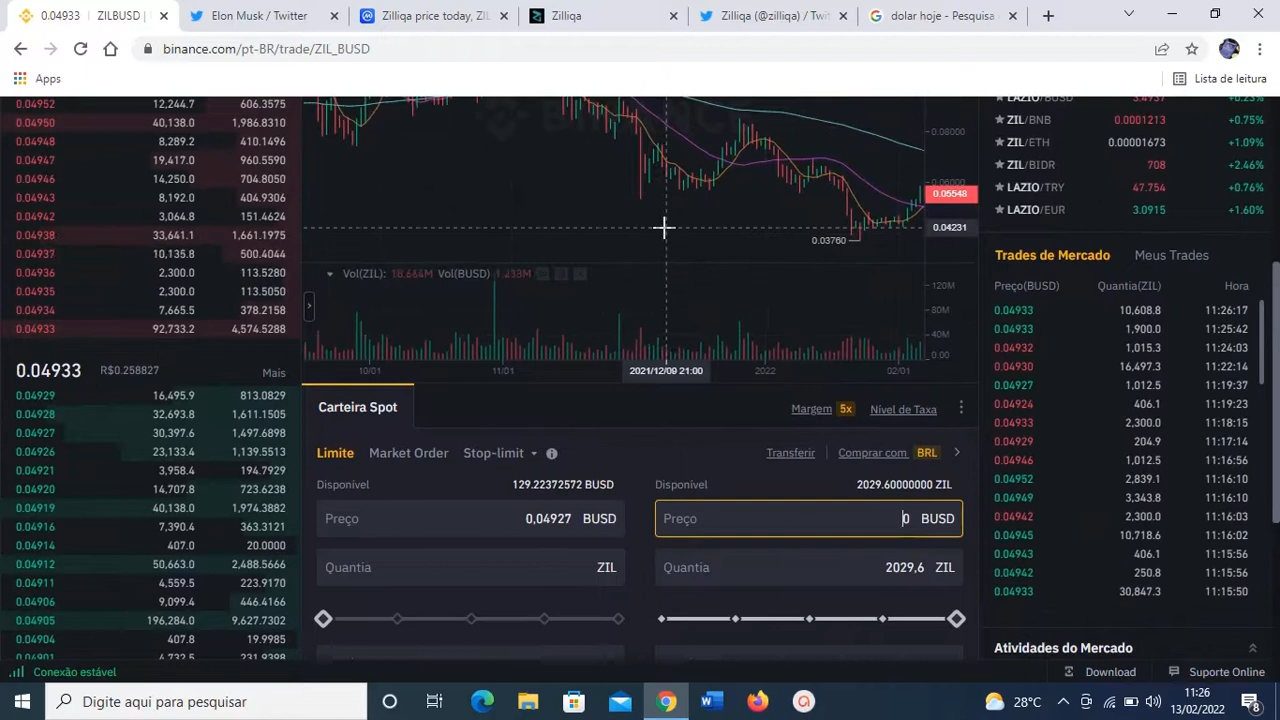 0.04933 ZILBUSD |
Elon Musk / Twitter
Zilliqa price today, ZIL
Zilliqa
Zilliqa (@zilliqa) / Twit
dolar hoje - Pesquisa
binance.com/pt-BR/trade/ZIL_BUSD
Apps
Lista de leitura
0.04952 12,244.7 606.3575
0.04950 40,138.0 1,986.8310
0.04948 8,289.2 410.1496
0.04947 19,417.0 960.5590
0.04946 14,250.0 704.8050
0.04943 8,192.0 404.9306
0.04942 3,064.8 151.4624
0.04938 33,641.1 1,661.1975
0.04937 10,135.8 500.4044
0.04936 2,300.0 113.5280
0.04935 2,300.0 113.5050
0.04934 7,665.5 378.2158
0.04933 92,733.2 4,574.5288
0.04933 R$0.258827 Mais
0.04929 16,495.9 813.0829
0.04928 32,693.8 1,611.1505
0.04927 30,397.6 1,497.6898
0.04926 23,133.4 1,139.5513
0.04921 3,958.4 194.7929
0.04920 14,707.8 723.6238
0.04919 40,138.0 1,974.3882
0.04916 7,390.4 363.3121
0.04914 407.0 20.0000
0.04912 50,663.0 2,488.5666
0.04911 4,559.5 223.9170
0.04906 9,099.4 446.4166
0.04905 196,284.0 9,627.7302
0.04904 407.8 19.9985
0.04901 4,732.5 231.9398
BINANCE
0.08000
0.06000
0.05548
0.04231
0.03760
Vol(ZIL): 18.664M Vol(BUSD)
120M
80M
40M
0.00
10/01 11/01 2021/12/09 21:00 2022 02/01
Carteira Spot
Margem 5x Nível de Taxa
Limite Market Order Stop-limit
Transferir Comprar com BRL
Disponível 129.22372572 BUSD
Preço 0,04927 BUSD
Quantia ZIL
Disponível 2029.60000000 ZIL
Preço 0 BUSD
Quantia 2029,6 ZIL
LAZIO/BUSD 3.4937 +0.23%
ZIL/BNB 0.0001213 +0.75%
ZIL/ETH 0.00001673 +1.09%
ZIL/BIDR 708 +2.46%
LAZIO/TRY 47.754 +0.76%
LAZIO/EUR 3.0915 +1.60%
Trades de Mercado Meus Trades
Preço(BUSD) Quantia(ZIL) Hora
0.04933 10,608.8 11:26:17
0.04933 1,900.0 11:25:42
0.04932 1,015.3 11:24:03
0.04930 16,497.3 11:22:14
0.04927 1,012.5 11:19:37
0.04924 406.1 11:19:23
0.04933 2,300.0 11:18:15
0.04929 204.9 11:17:14
0.04946 1,012.5 11:16:56
0.04952 2,839.1 11:16:10
0.04949 3,343.8 11:16:04
0.04942 2,300.0 11:16:03
0.04945 10,718.6 11:16:02
0.04943 406.1 11:15:56
0.04942 250.8 11:15:56
0.04933 30,847.3 11:15:50
Atividades do Mercado
Conexão estável
Download Suporte Online
Digite aqui para pesquisar
28°C
11:26
13/02/2022